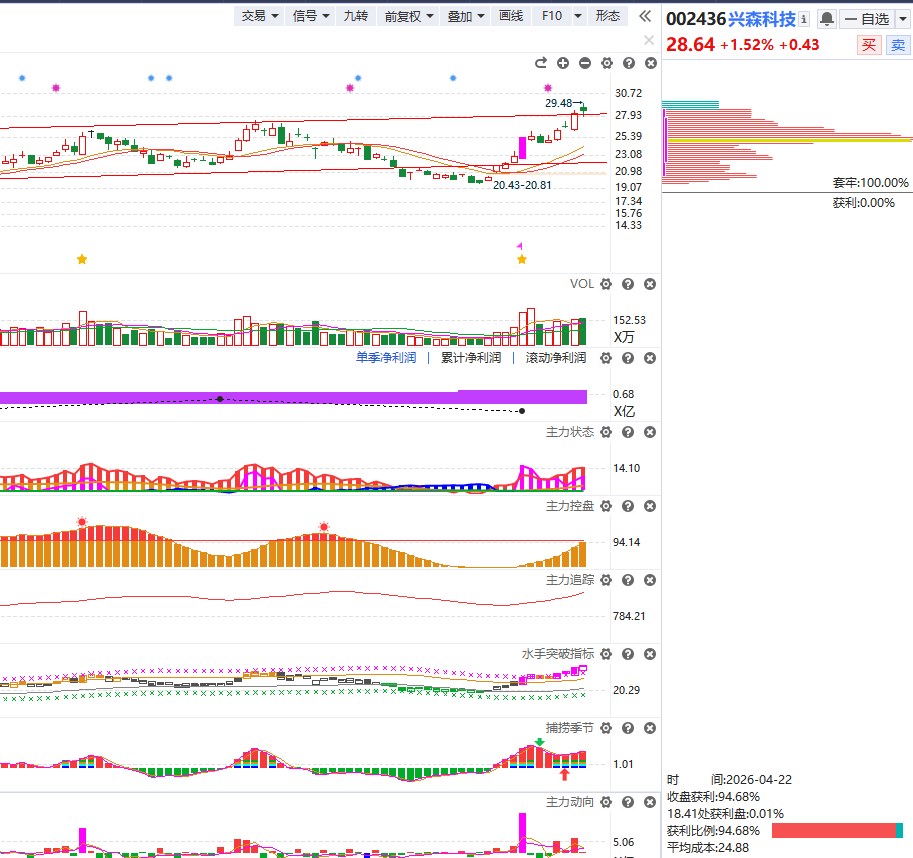 交易 信号 九转 前复权 叠加 画线 F10 形态
002436兴森科技 自选
28.64 +1.52% +0.43 买 卖
30.72
29.48
27.93
25.39
23.08
20.98
20.43-20.81
19.07
17.34
15.76
14.33
套牢:100.00%
获利:0.00%
VOL
152.53
X万
单季净利润 | 累计净利润 | 滚动净利润
0.68
X亿
主力状态
14.10
主力控盘
94.14
主力追踪
784.21
水手突破指标
20.29
捕捞季节
1.01
主力动向
5.06
时 间:2026-04-22
收盘获利:94.68%
18.41处获利盘:0.01%
获利比例:94.68%
平均成本:24.88